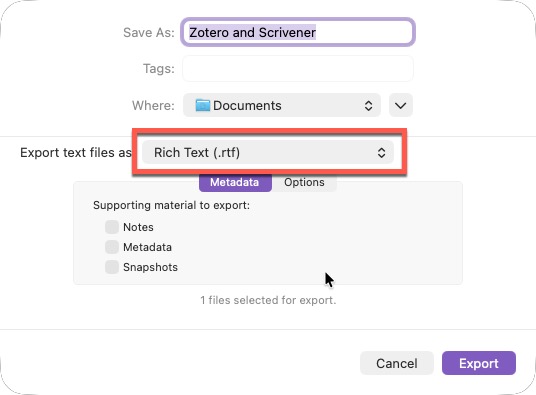 Save As: Zotero and Scrivener
Tags:
Where: Documents
Export text files as Rich Text (.rtf)
Metadata Options
Supporting material to export:
Notes
Metadata
Snapshots
1 files selected for export.
Cancel Export